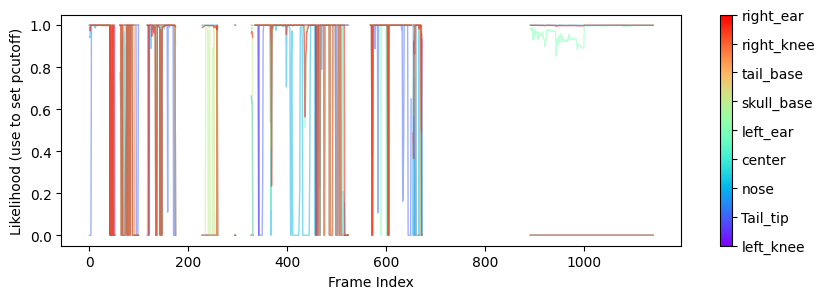 Likelihood (use to set pcutoff)
1.0
0.8
0.6
0.4
0.2
0.0
0
200
400
600
800
1000
Frame Index
right_ear
right_knee
tail_base
skull_base
left_ear
center
nose
Tail_tip
left_knee